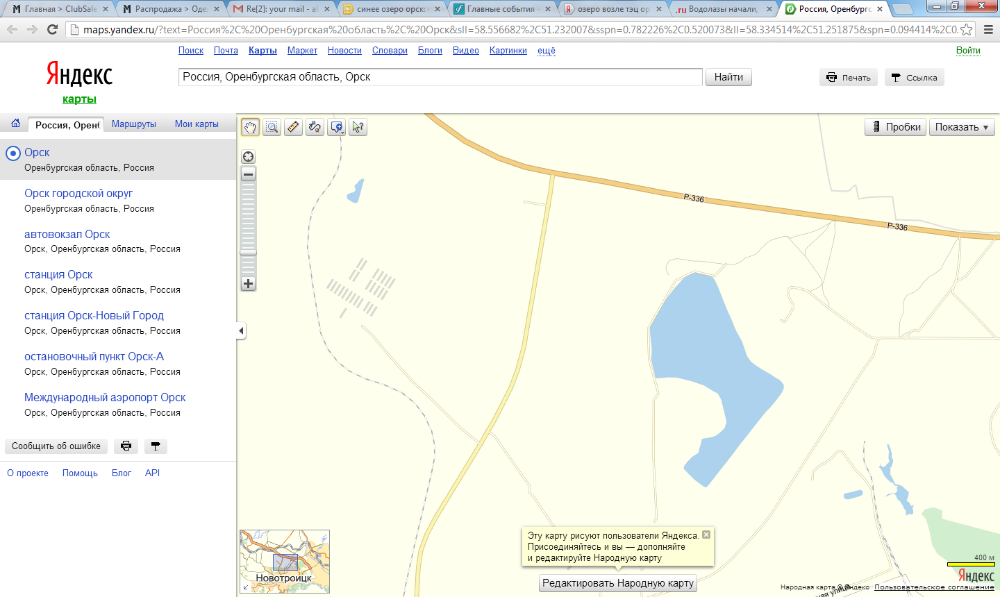 Главная > ClubSale
Распродажа > Оде
Re[2]: your mail - al
синее озеро орск:
Главные события -
озеро возле тэц ор
.ru Водолазы начали,
Россия, Оренбургс
maps.yandex.ru/?text=Россия%2C%20Оренбургская%20область%2C%20Орск&sll=58.556682%2C51.232007&sspn=0.782226%2C0.520073&ll=58.334514%2C51.251875&spn=0.094414%2C0.
Поиск Почта Карты Маркет Новости Словари Блоги Видео Картинки ещё
Войти
Яндекс
карты
Россия, Оренбургская область, Орск
Найти
Печать
Ссылка
Россия, Оренб
Маршруты
Мои карты
Пробки
Показать
Орск
Оренбургская область, Россия
Орск городской округ
Оренбургская область, Россия
автовокзал Орск
Орск, Оренбургская область, Россия
станция Орск
Орск, Оренбургская область, Россия
станция Орск-Новый Город
Орск, Оренбургская область, Россия
остановочный пункт Орск-А
Орск, Оренбургская область, Россия
Международный аэропорт Орск
Орск, Оренбургская область, Россия
Сообщить об ошибке
О проекте Помощь Блог API
Р-336
Р-336
Новотроицк
Эту карту рисуют пользователи Яндекса.
Присоединяйтесь и вы — дополняйте
и редактируйте Народную карту
Редактировать Народную карту
400 м
Яндекс
Народная карта © Яндекс Пользовательское соглашение